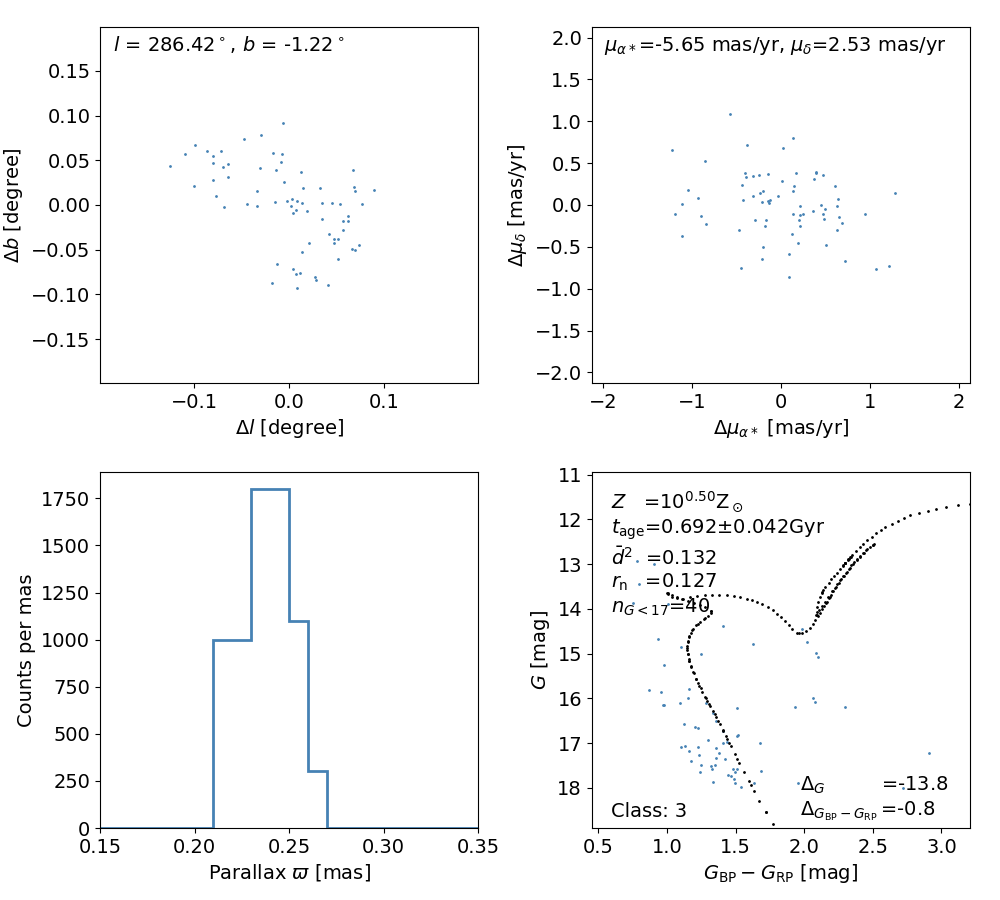 l = 286.42°, b = -1.22°
0.15
0.10
0.05
0.00
−0.05
−0.10
−0.15
Δb [degree]
−0.1 0.0 0.1
Δl [degree]
μα*=-5.65 mas/yr, μδ=2.53 mas/yr
2.0
1.5
1.0
0.5
0.0
−0.5
−1.0
−1.5
−2.0
Δμδ [mas/yr]
−2 −1 0 1 2
Δμα* [mas/yr]
1750
1500
1250
1000
750
500
250
0
Counts per mas
0.15 0.20 0.25 0.30 0.35
Parallax ϖ [mas]
Z =10^0.50 Z⊙
t_age=0.692±0.042Gyr
d̄² =0.132
r_n =0.127
n_G<17=40
11
12
13
14
15
16
17
18
G [mag]
Δ_G =-13.8
Class: 3
Δ_G_BP−G_RP =-0.8
0.5 1.0 1.5 2.0 2.5 3.0
G_BP − G_RP [mag]